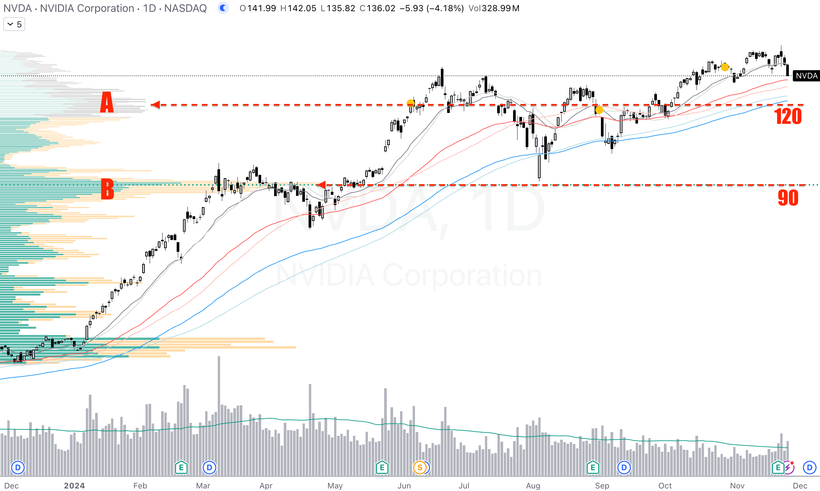 NVDA · NVIDIA Corporation · 1D · NASDAQ O141.99 H142.05 L135.82 C136.02 −5.93 (−4.18%) Vol328.99M
5
NVDA
A
120
B
90
NVDA, 1D
NVIDIA Corporation
D E D E S D E D E D
Dec 2024 Feb Mar Apr May Jun Jul Aug Sep Oct Nov Dec